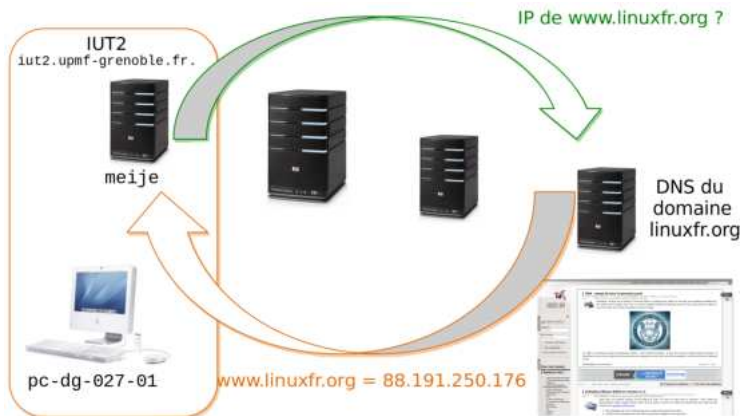 IP de www.linuxfr.org ?
IUT2
iut2.upmf-grenoble.fr.
meije
DNS du
domaine
linuxfr.org
pc-dg-027-01
www.linuxfr.org = 88.191.250.176